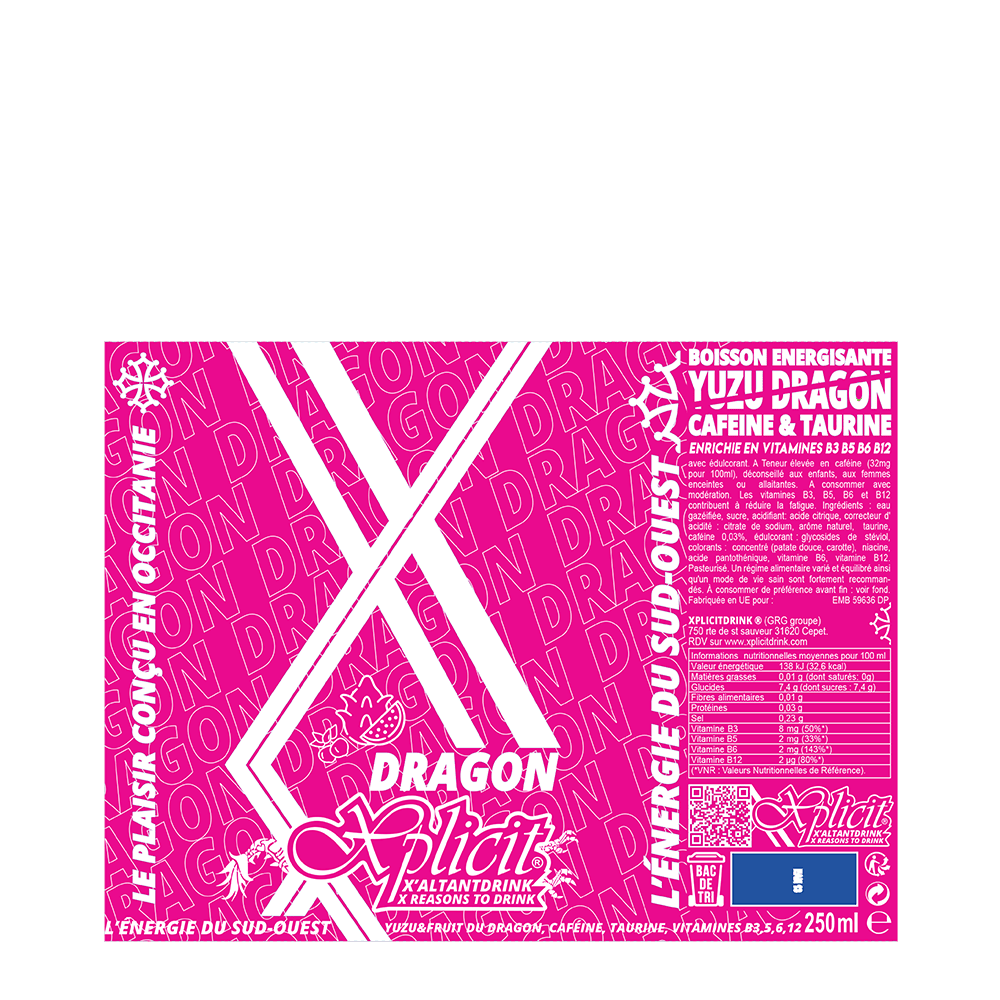 LE PLAISIR CONÇU EN OCCITANIE
DRAGON
Xplicit®
X'ALTANTDRINK
X REASONS TO DRINK
L'ÉNERGIE DU SUD-OUEST
YUZU&FRUIT DU DRAGON, CAFÉINE, TAURINE, VITAMINES B3,5,6,12
L'ÉNERGIE DU SUD-OUEST
BOISSON ENERGISANTE
YUZU DRAGON
CAFEINE & TAURINE
ENRICHIE EN VITAMINES B3 B5 B6 B12
avec édulcorant. A Teneur élevée en caféine (32mg
pour 100ml), déconseillé aux enfants, aux femmes
enceintes ou allaitantes. A consommer avec
modération. Les vitamines B3, B5, B6 et B12
contribuent à réduire la fatigue. Ingrédients : eau
gazéifiée, sucre, acidifiant: acide citrique, correcteur d'
acidité : citrate de sodium, arôme naturel, taurine,
caféine 0,03%, édulcorant : glycosides de stéviol,
colorants : concentré (patate douce, carotte), niacine,
acide pantothénique, vitamine B6, vitamine B12.
Pasteurisé. Un régime alimentaire varié et équilibré ainsi
qu'un mode de vie sain sont fortement recomman-
dés. À consommer de préférence avant fin : voir fond.
Fabriquée en UE pour : EMB 59636 DP
XPLICITDRINK ® (GRG groupe)
750 rte de st sauveur 31620 Cepet.
RDV sur www.xplicitdrink.com
Informations nutritionnelles moyennes pour 100 ml
Valeur énergétique 138 kJ (32,6 kcal)
Matières grasses 0,01 g (dont saturés: 0g)
Glucides 7,4 g (dont sucres : 7,4 g)
Fibres alimentaires 0,01 g
Protéines 0,03 g
Sel 0,23 g
Vitamine B3 8 mg (50%*)
Vitamine B5 2 mg (33%*)
Vitamine B6 2 mg (143%*)
Vitamine B12 2 µg (80%*)
(*VNR : Valeurs Nutritionnelles de Référence).
Xplicit®
X'ALTANTDRINK
X REASONS TO DRINK
BAC
DE
TRI
250 ml ℮